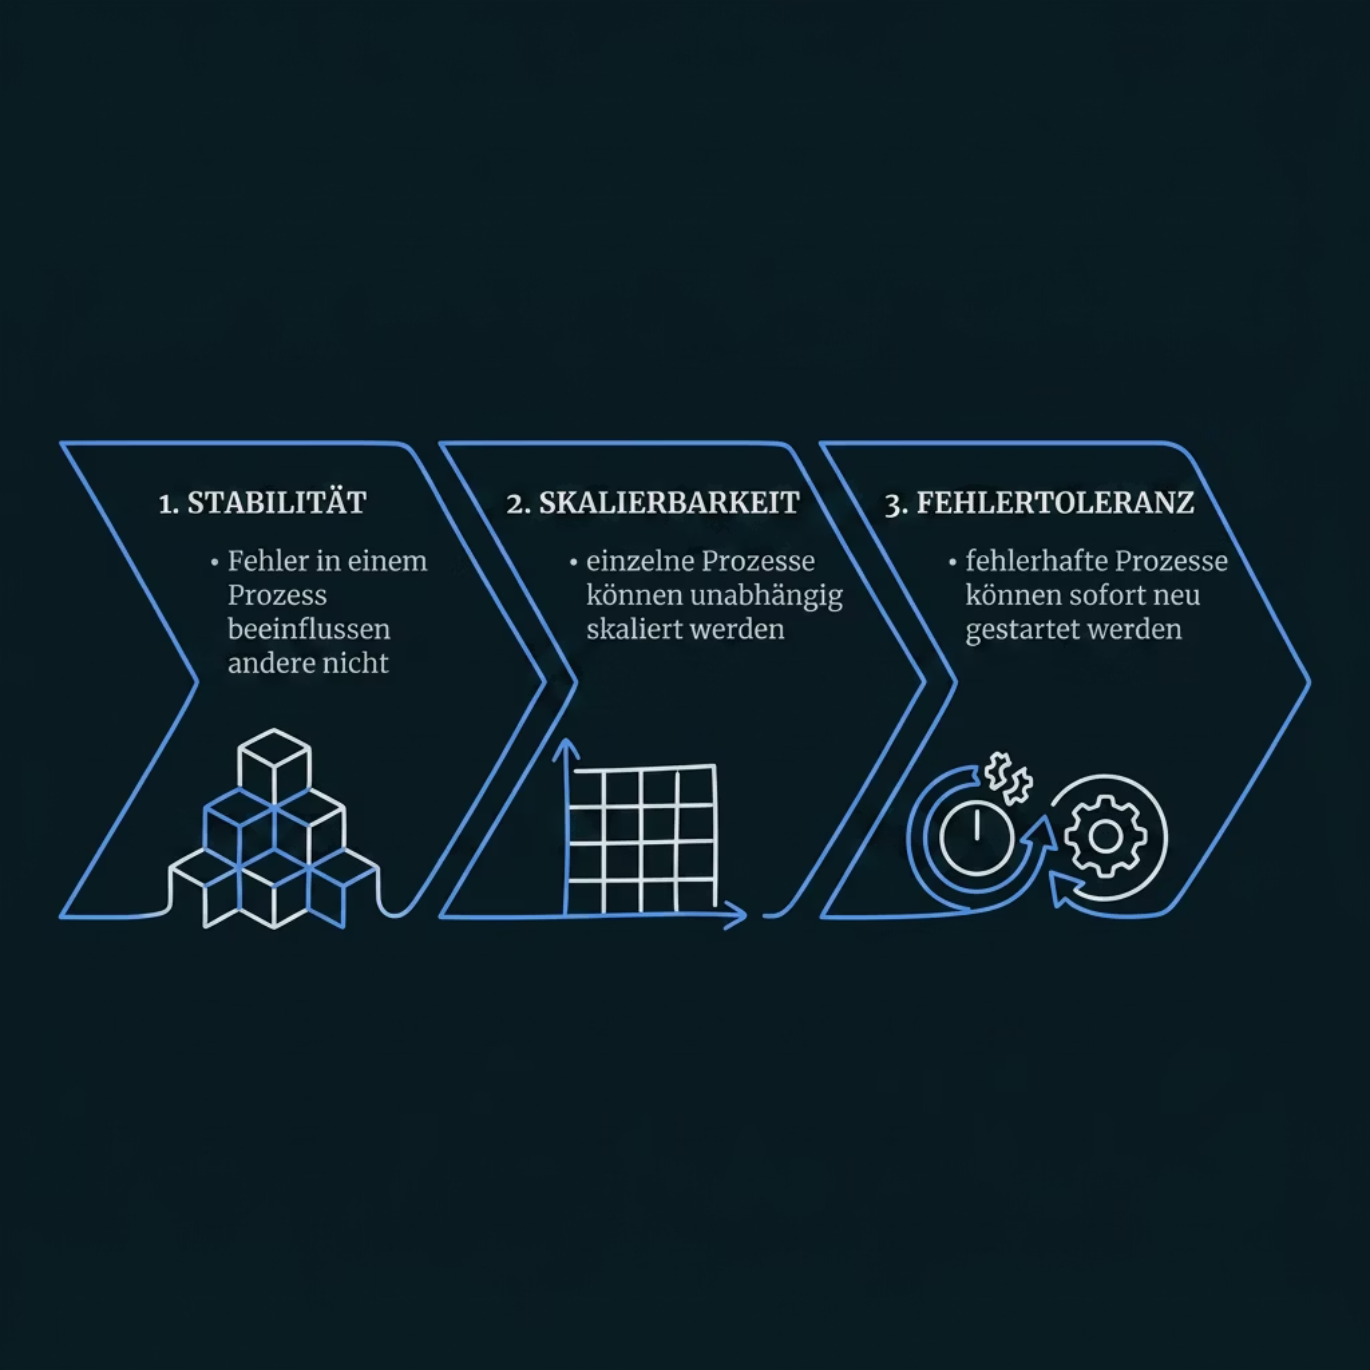 1. STABILITÄT
• Fehler in einem
Prozess
beeinflussen
andere nicht
2. SKALIERBARKEIT
• einzelne Prozesse
können unabhängig
skaliert werden
3. FEHLERTOLERANZ
• fehlerhafte Prozesse
können sofort neu
gestartet werden